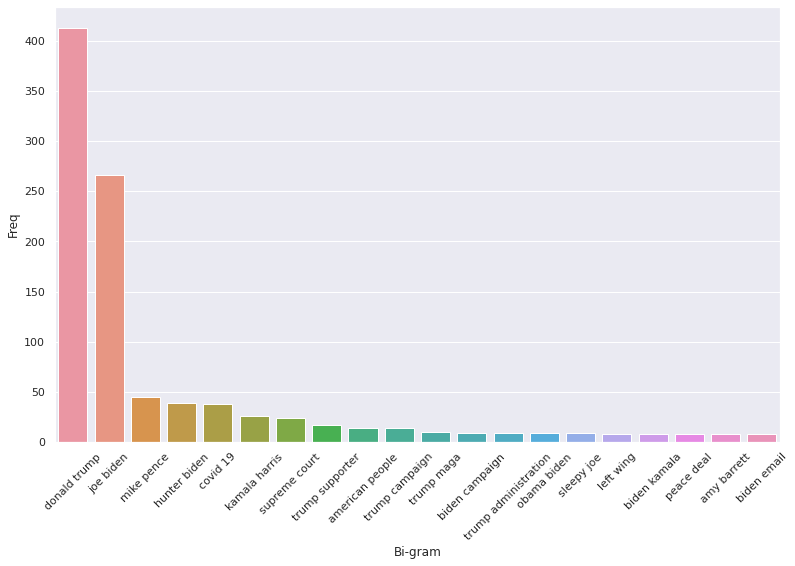 400
350
300
250
200
150
100
50
0
Freq
donald trump
joe biden
mike pence
hunter biden
covid 19
kamala harris
supreme court
trump supporter
american people
trump campaign
trump maga
biden campaign
trump administration
obama biden
sleepy joe
left wing
biden kamala
peace deal
amy barrett
biden email
Bi-gram